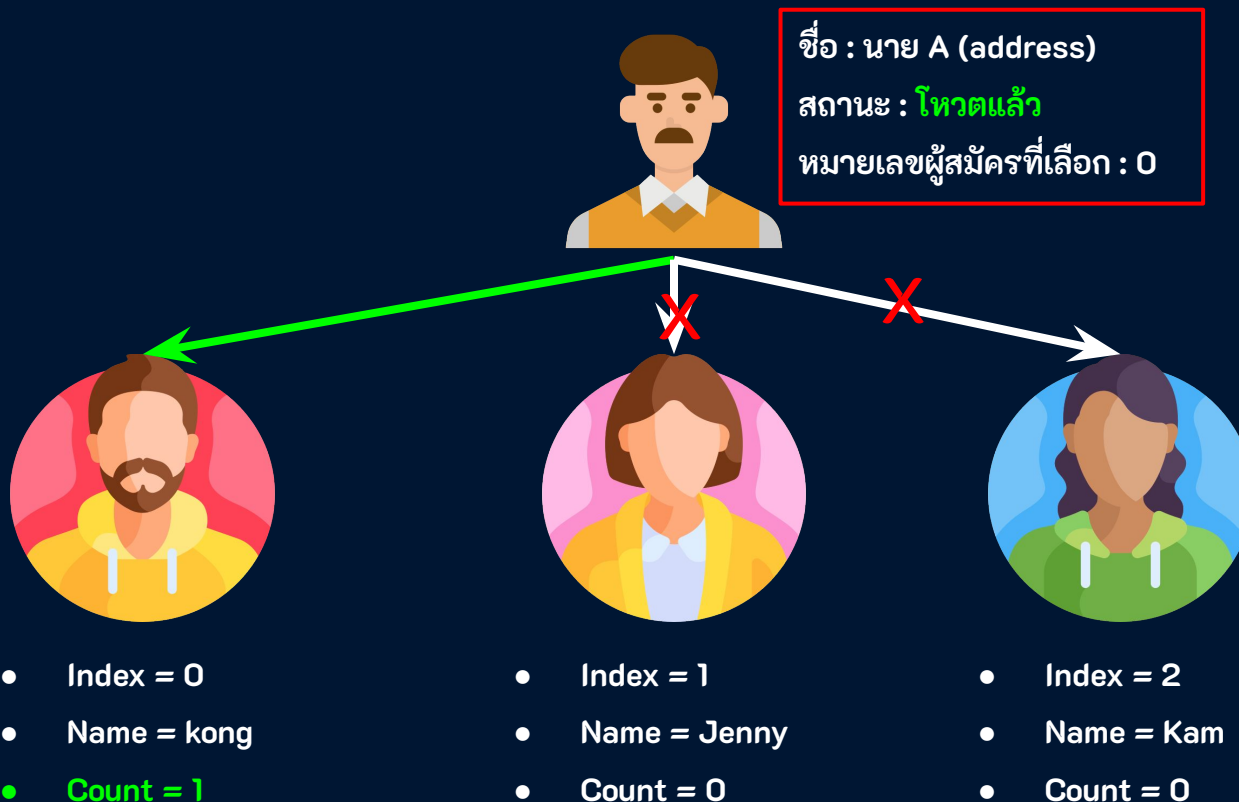 ชื่อ : นาย A (address)
สถานะ : โหวตแล้ว
หมายเลขผู้สมัครที่เลือก : 0
X
X
● Index = 0
● Name = kong
● Count = 1
● Index = 1
● Name = Jenny
● Count = 0
● Index = 2
● Name = Kam
● Count = 0